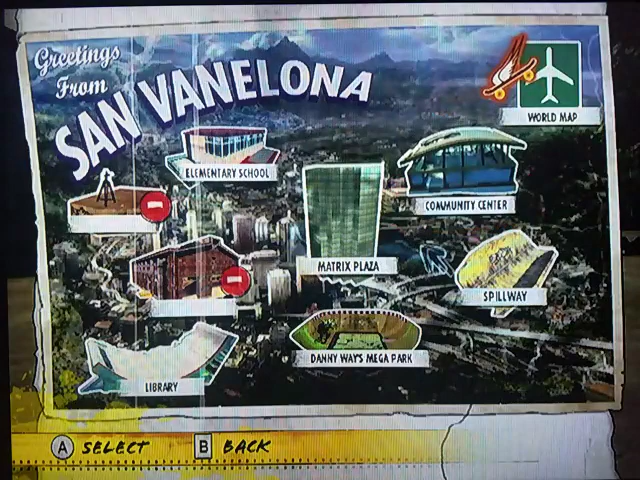 Greetings
From
SAN VANELONA
WORLD MAP
ELEMENTARY SCHOOL
COMMUNITY CENTER
MATRIX PLAZA
SPILLWAY
DANNY WAY'S MEGA PARK
LIBRARY
A SELECT B BACK